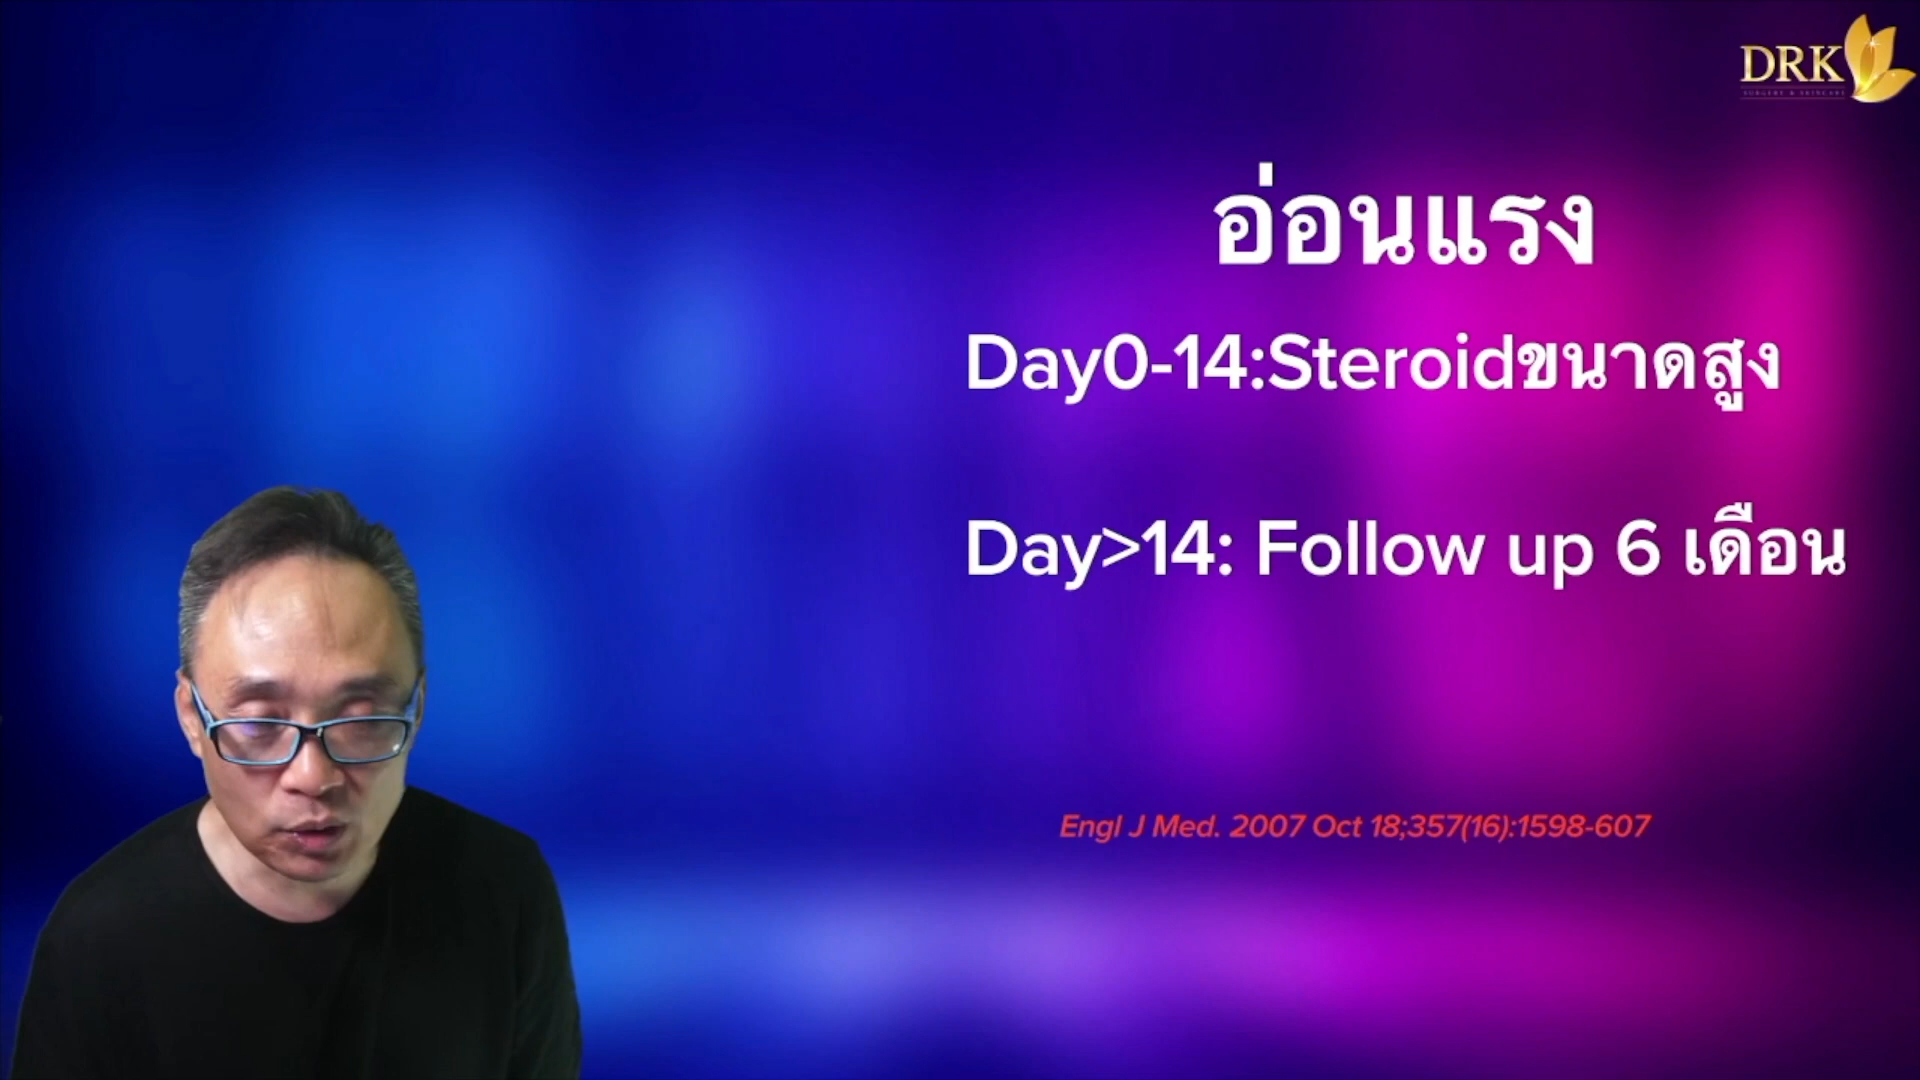 DRK
SURGERY & SKINCARE
อ่อนแรง
Day0-14:Steroidขนาดสูง
Day>14: Follow up 6 เดือน
Engl J Med. 2007 Oct 18;357(16):1598-607